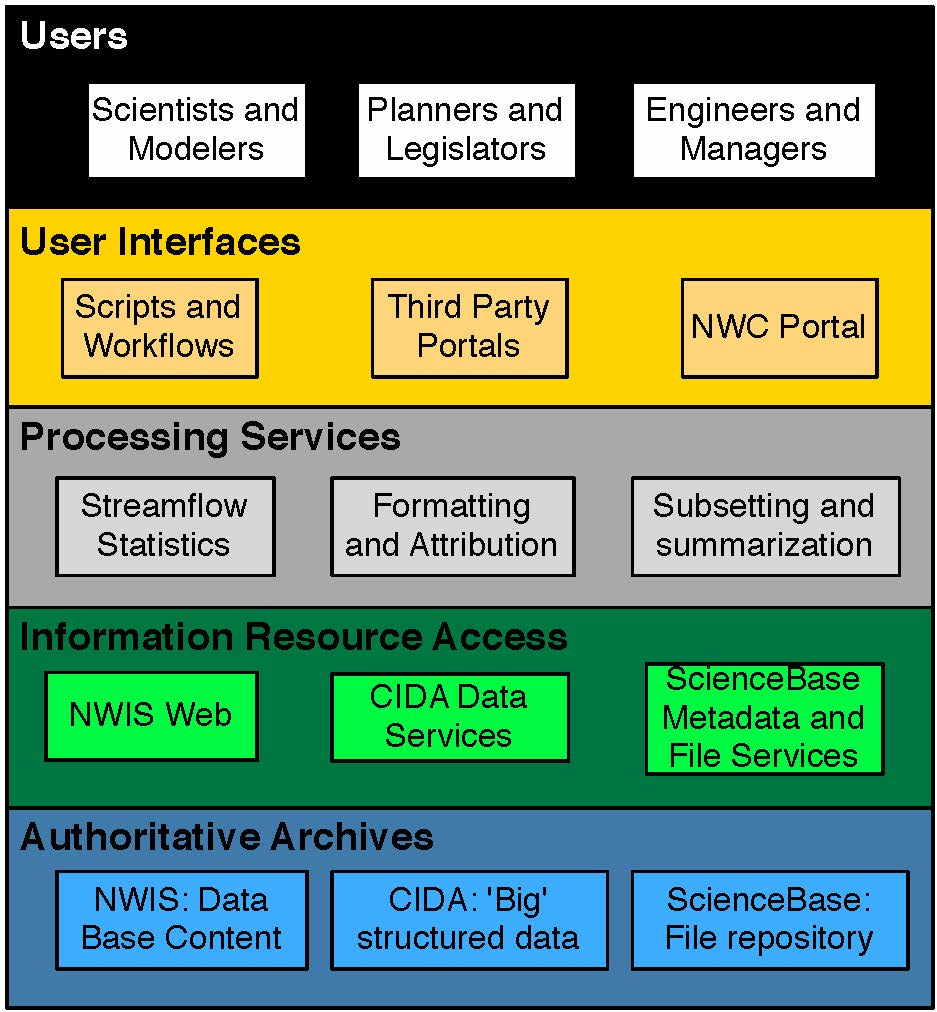 Users
Scientists and
Modelers
Planners and
Legislators
Engineers and
Managers
User Interfaces
Scripts and
Workflows
Third Party
Portals
NWC Portal
Processing Services
Streamflow
Statistics
Formatting
and Attribution
Subsetting and
summarization
Information Resource Access
NWIS Web
CIDA Data
Services
ScienceBase
Metadata and
File Services
Authoritative Archives
NWIS: Data
Base Content
CIDA: 'Big'
structured data
ScienceBase:
File repository